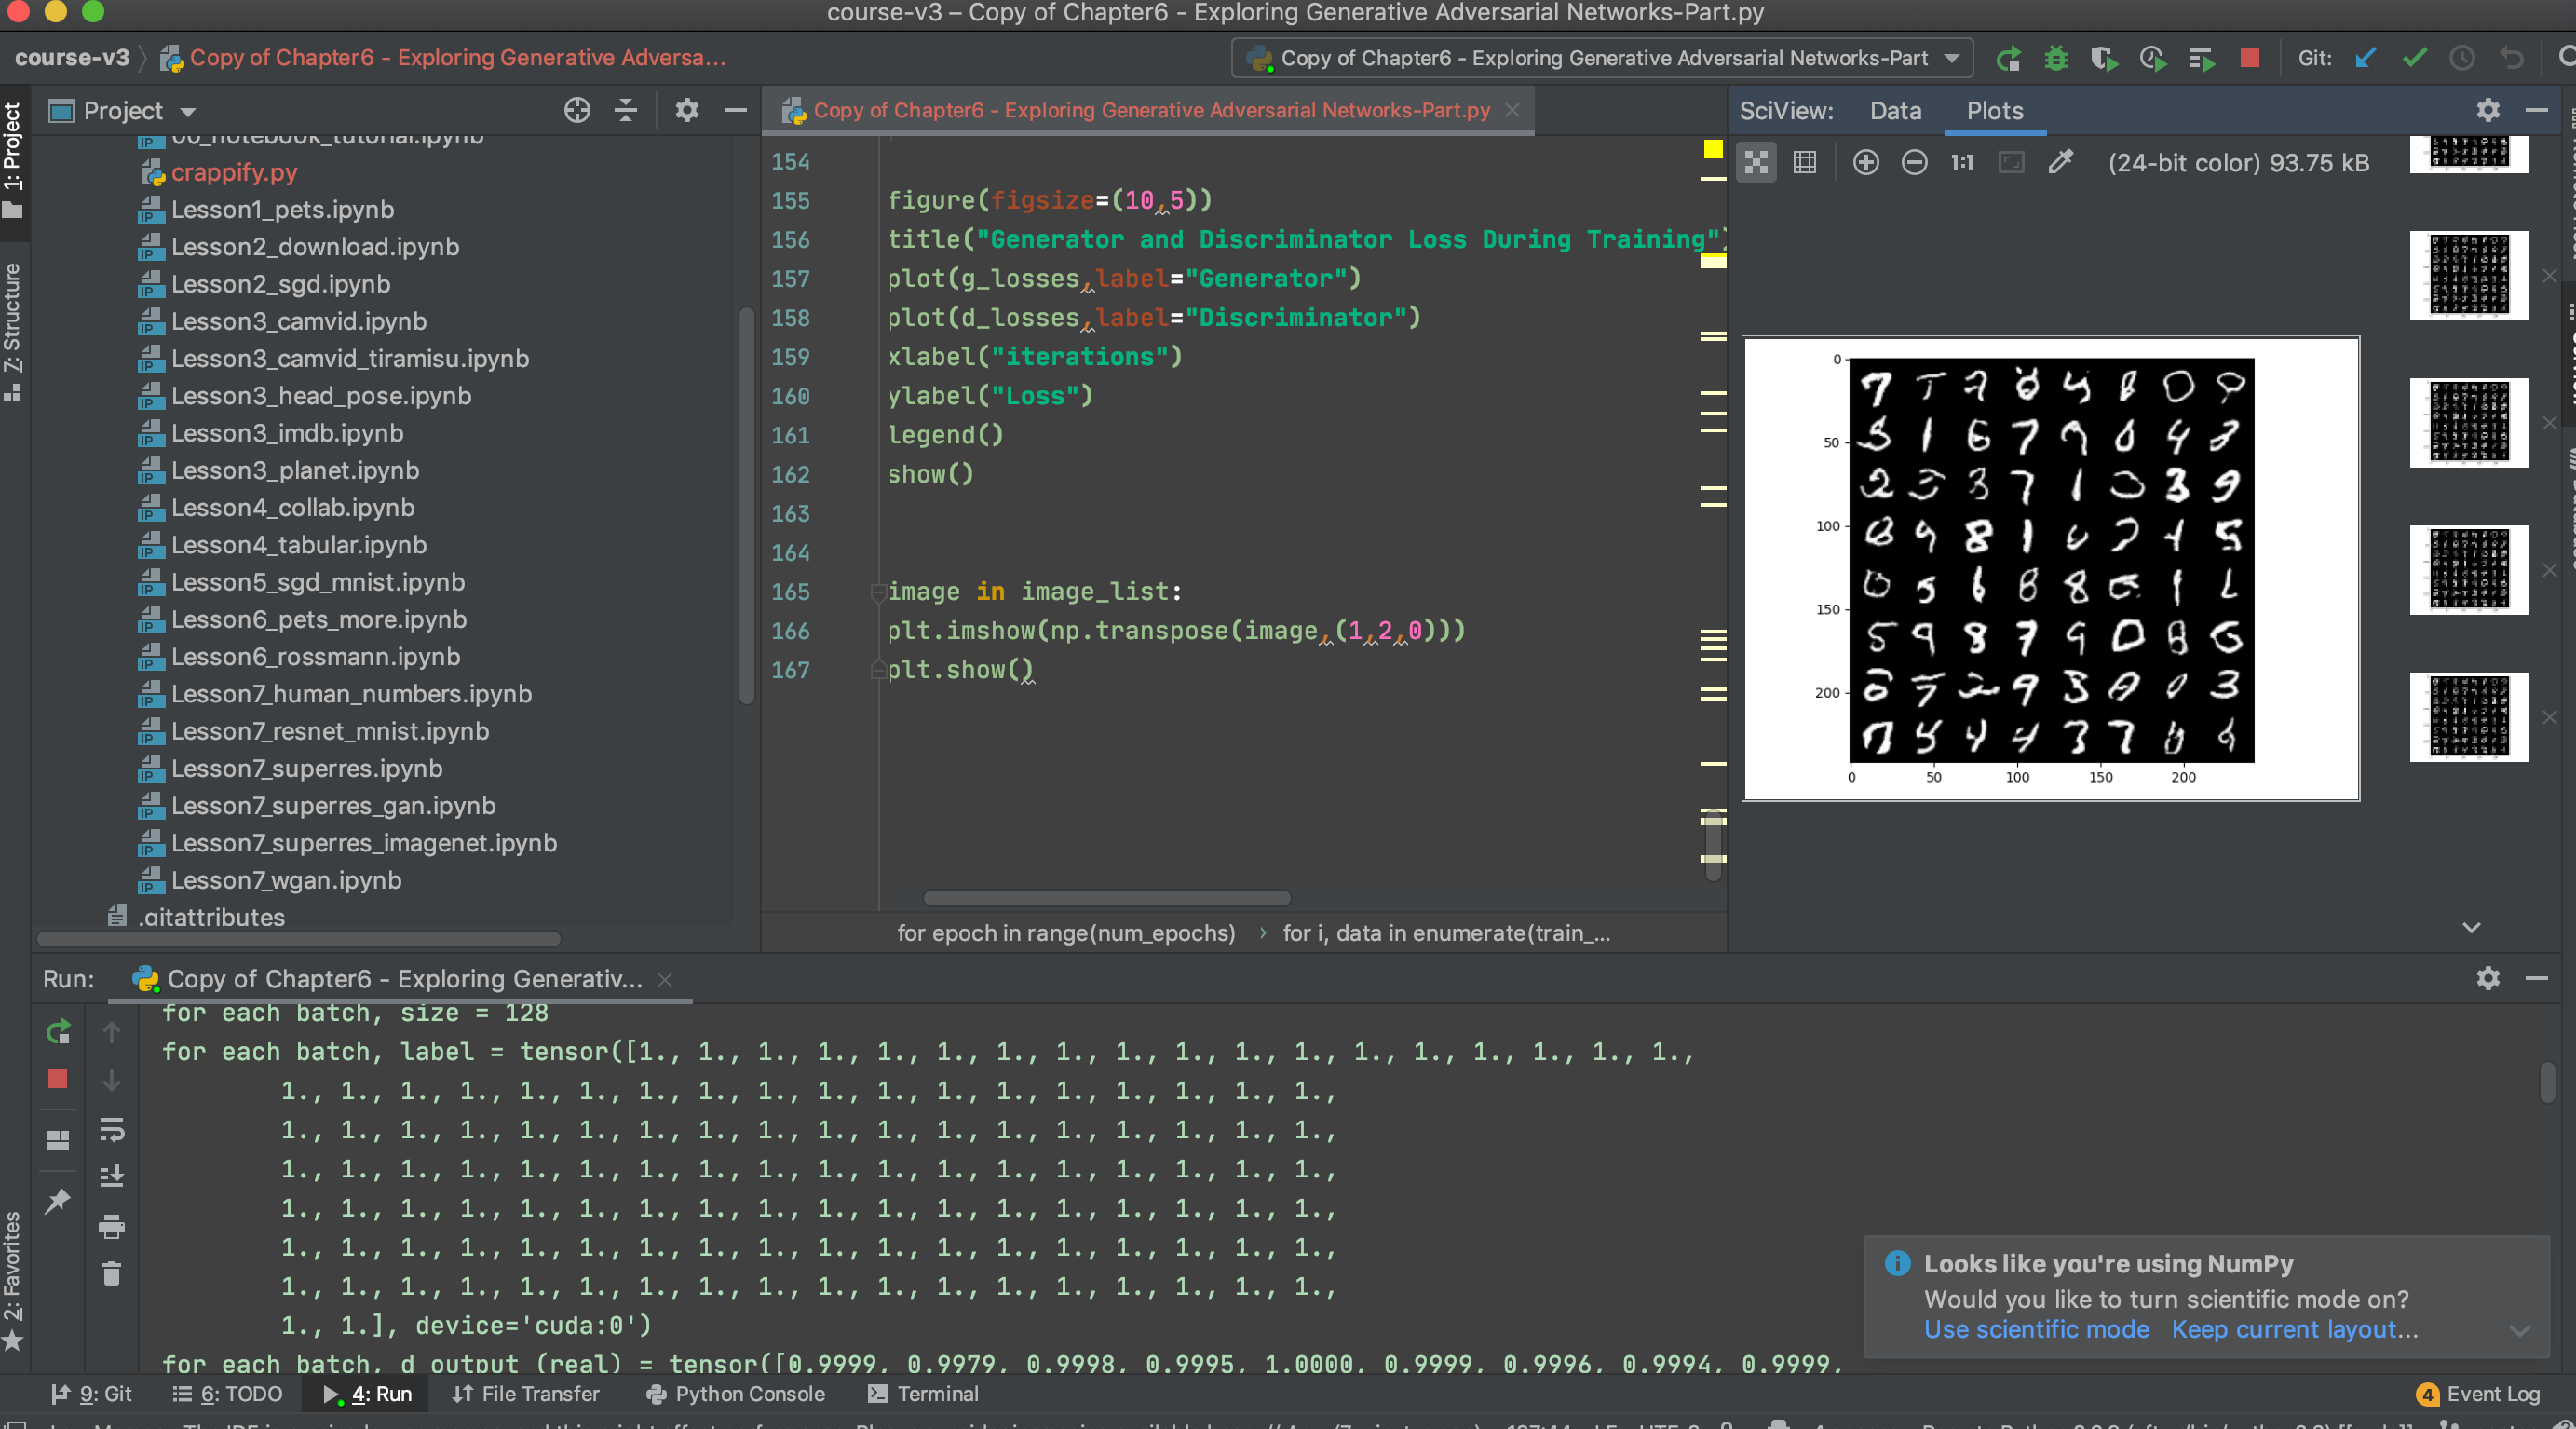 course-v3 – Copy of Chapter6 - Exploring Generative Adversarial Networks-Part.py
course-v3 Copy of Chapter6 - Exploring Generative Adversa...
Copy of Chapter6 - Exploring Generative Adversarial Networks-Part
Git:
1: Project
Z: Structure
2: Favorites
Project
00_notebook_tutorial.ipynb
crappify.py
Lesson1_pets.ipynb
Lesson2_download.ipynb
Lesson2_sgd.ipynb
Lesson3_camvid.ipynb
Lesson3_camvid_tiramisu.ipynb
Lesson3_head_pose.ipynb
Lesson3_imdb.ipynb
Lesson3_planet.ipynb
Lesson4_collab.ipynb
Lesson4_tabular.ipynb
Lesson5_sgd_mnist.ipynb
Lesson6_pets_more.ipynb
Lesson6_rossmann.ipynb
Lesson7_human_numbers.ipynb
Lesson7_resnet_mnist.ipynb
Lesson7_superres.ipynb
Lesson7_superres_gan.ipynb
Lesson7_superres_imagenet.ipynb
Lesson7_wgan.ipynb
.gitattributes
Copy of Chapter6 - Exploring Generative Adversarial Networks-Part.py
154
155 figure(figsize=(10,5))
156 title("Generator and Discriminator Loss During Training")
157 plot(g_losses,label="Generator")
158 plot(d_losses,label="Discriminator")
159 xlabel("iterations")
160 ylabel("Loss")
161 legend()
162 show()
163
164
165 image in image_list:
166 plt.imshow(np.transpose(image,(1,2,0)))
167 plt.show()
for epoch in range(num_epochs) › for i, data in enumerate(train_...
SciView: Data Plots
1:1 (24-bit color) 93.75 kB
0
50
100
150
200
0 50 100 150 200
Run: Copy of Chapter6 - Exploring Generativ...
for each batch, size = 128
for each batch, label = tensor([1., 1., 1., 1., 1., 1., 1., 1., 1., 1., 1., 1., 1., 1., 1., 1., 1., 1.,
1., 1., 1., 1., 1., 1., 1., 1., 1., 1., 1., 1., 1., 1., 1., 1., 1., 1.,
1., 1., 1., 1., 1., 1., 1., 1., 1., 1., 1., 1., 1., 1., 1., 1., 1., 1.,
1., 1., 1., 1., 1., 1., 1., 1., 1., 1., 1., 1., 1., 1., 1., 1., 1., 1.,
1., 1., 1., 1., 1., 1., 1., 1., 1., 1., 1., 1., 1., 1., 1., 1., 1., 1.,
1., 1., 1., 1., 1., 1., 1., 1., 1., 1., 1., 1., 1., 1., 1., 1., 1., 1.,
1., 1., 1., 1., 1., 1., 1., 1., 1., 1., 1., 1., 1., 1., 1., 1., 1., 1.,
1., 1.], device='cuda:0')
for each batch, d_output (real) = tensor([0.9999, 0.9979, 0.9998, 0.9995, 1.0000, 0.9999, 0.9996, 0.9994, 0.9999,
Looks like you're using NumPy
Would you like to turn scientific mode on?
Use scientific mode Keep current layout...
9: Git 6: TODO 4: Run File Transfer Python Console Terminal
4 Event Log